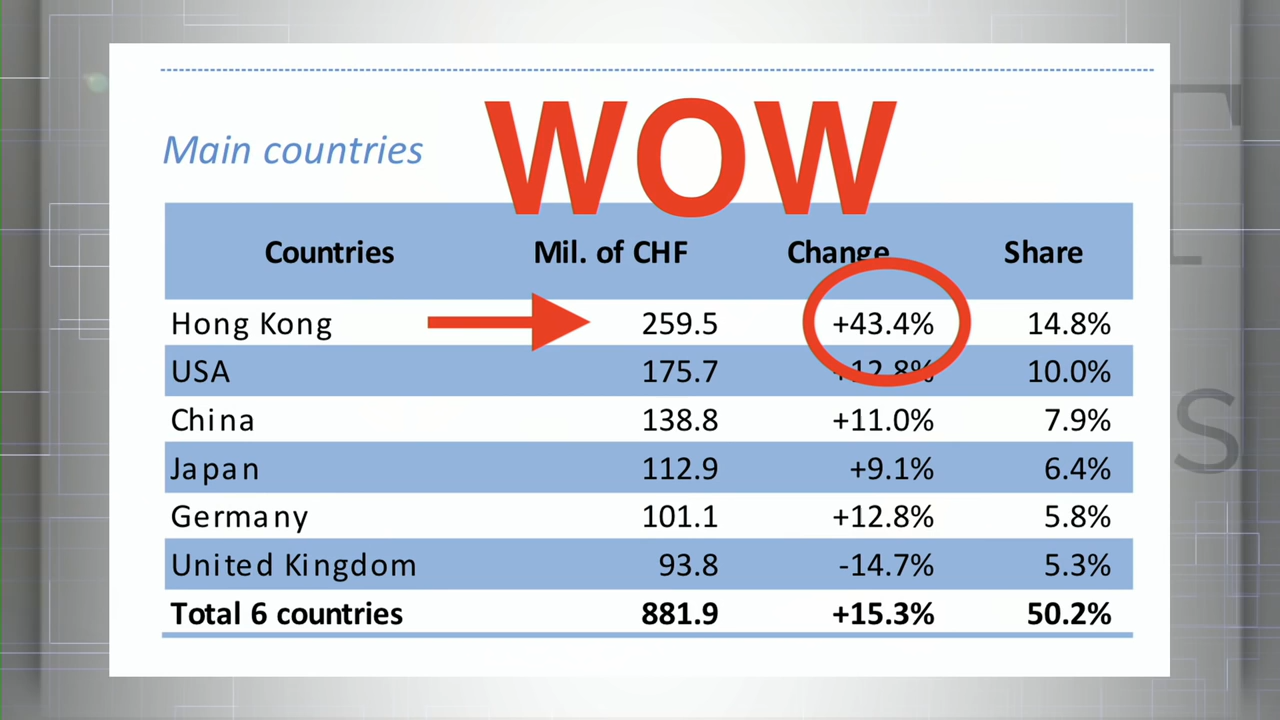 WOW
Main countries
Countries Mil. of CHF Change Share
Hong Kong 259.5 +43.4% 14.8%
USA 175.7 +12.8% 10.0%
China 138.8 +11.0% 7.9%
Japan 112.9 +9.1% 6.4%
Germany 101.1 +12.8% 5.8%
United Kingdom 93.8 -14.7% 5.3%
Total 6 countries 881.9 +15.3% 50.2%